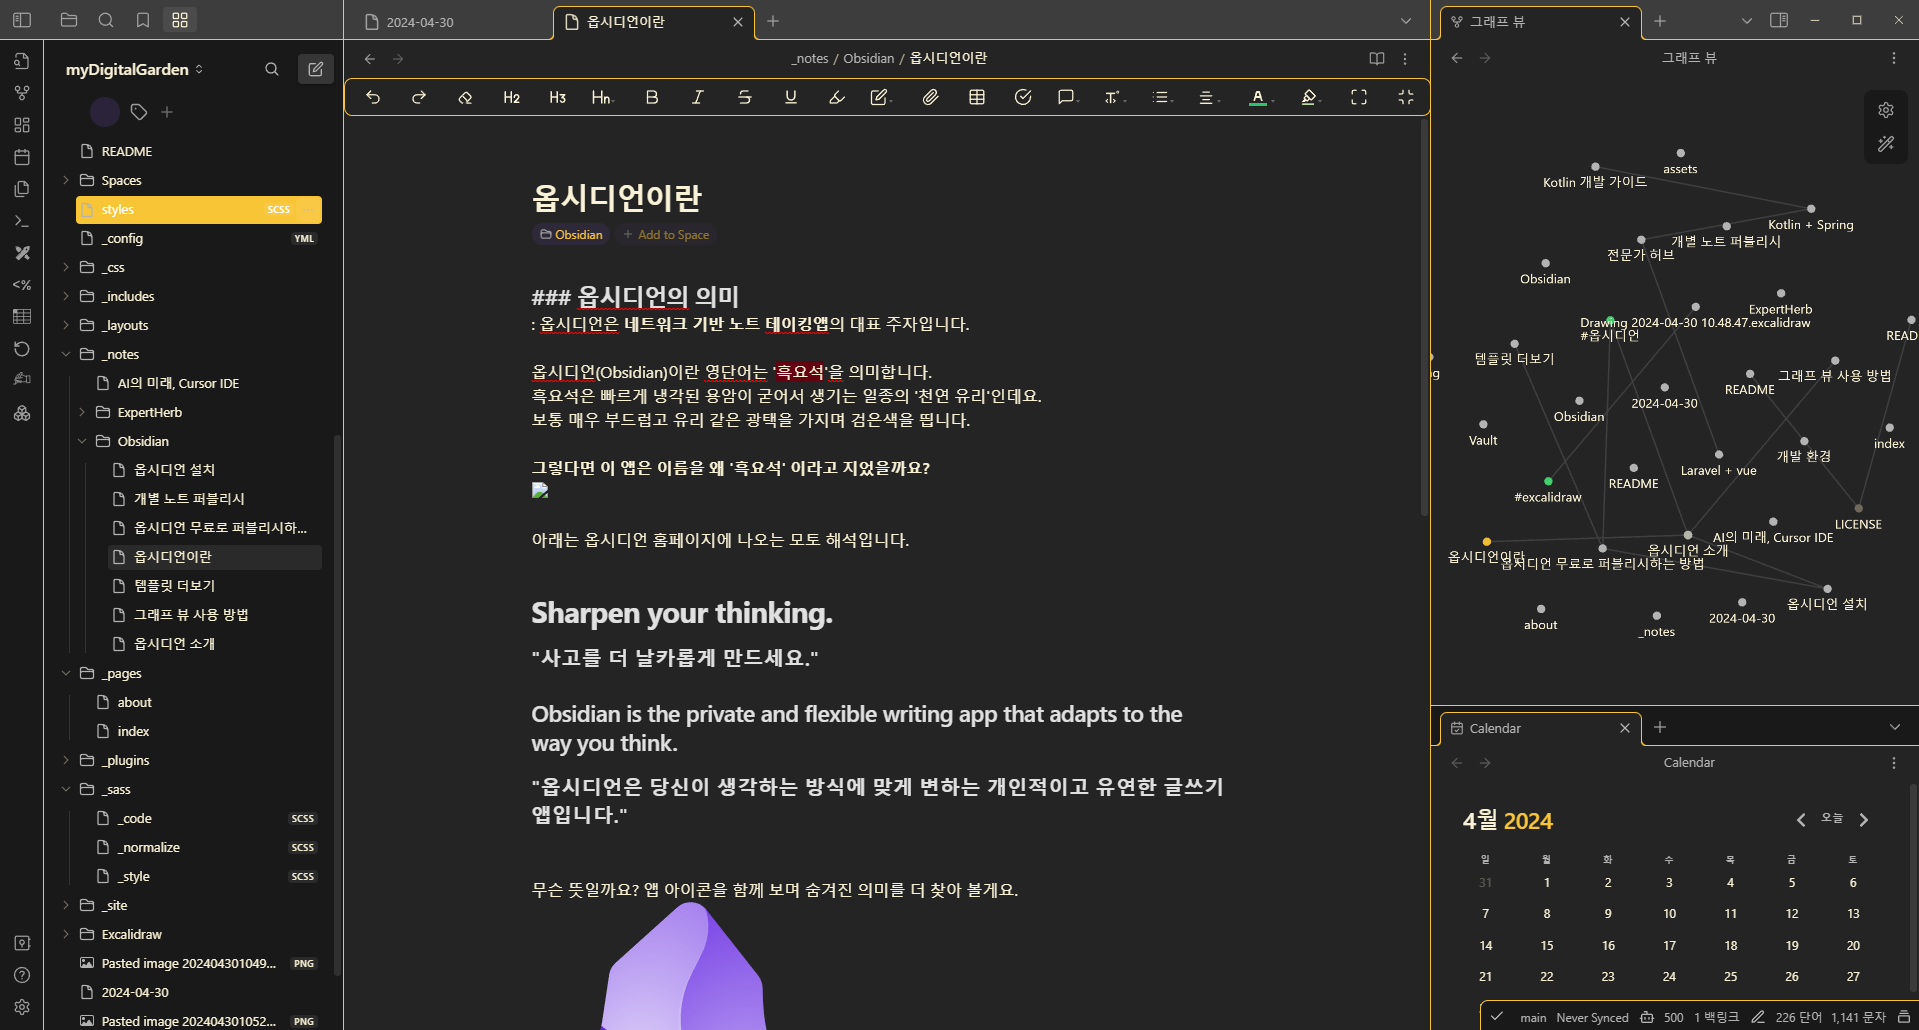 2024-04-30
옵시디언이란
그래프 뷰
myDigitalGarden
README
Spaces
styles SCSS
_config YML
_css
_includes
_layouts
_notes
AI의 미래, Cursor IDE
ExpertHerb
Obsidian
옵시디언 설치
개별 노트 퍼블리시
옵시디언 무료로 퍼블리시하...
옵시디언이란
템플릿 더보기
그래프 뷰 사용 방법
옵시디언 소개
_pages
about
index
_plugins
_sass
_code SCSS
_normalize SCSS
_style SCSS
_site
Excalidraw
Pasted image 202404301049... PNG
2024-04-30
Pasted image 202404301052... PNG
_notes / Obsidian / 옵시디언이란
H2 H3 Hn B I S U A
옵시디언이란
Obsidian + Add to Space
### 옵시디언의 의미
: 옵시디언은 네트워크 기반 노트 테이킹앱의 대표 주자입니다.
옵시디언(Obsidian)이란 영단어는 '흑요석'을 의미합니다.
흑요석은 빠르게 냉각된 용암이 굳어서 생기는 일종의 '천연 유리'인데요.
보통 매우 부드럽고 유리 같은 광택을 가지며 검은색을 띕니다.
그렇다면 이 앱은 이름을 왜 '흑요석' 이라고 지었을까요?
아래는 옵시디언 홈페이지에 나오는 모토 해석입니다.
Sharpen your thinking.
"사고를 더 날카롭게 만드세요."
Obsidian is the private and flexible writing app that adapts to the
way you think.
"옵시디언은 당신이 생각하는 방식에 맞게 변하는 개인적이고 유연한 글쓰기
앱입니다."
무슨 뜻일까요? 앱 아이콘을 함께 보며 숨겨진 의미를 더 찾아 볼게요.
그래프 뷰
assets
Kotlin 개발 가이드
Kotlin + Spring
개별 노트 퍼블리시
전문가 허브
Obsidian
ExpertHerb
Drawing 2024-04-30 10.48.47.excalidraw
#옵시디언
READ
템플릿 더보기
g
그래프 뷰 사용 방법
README
2024-04-30
Obsidian
Vault
index
개발 환경
Laravel + vue
README
#excalidraw
LICENSE
AI의 미래, Cursor IDE
옵시디언 소개
옵시디언이란
옵시디언 무료로 퍼블리시하는 방법
옵시디언 설치
2024-04-30
about
_notes
Calendar
Calendar
4월 2024 오늘
일 월 화 수 목 금 토
31 1 2 3 4 5 6
7 8 9 10 11 12 13
14 15 16 17 18 19 20
21 22 23 24 25 26 27
main Never Synced 500 1 백링크 226 단어 1,141 문자